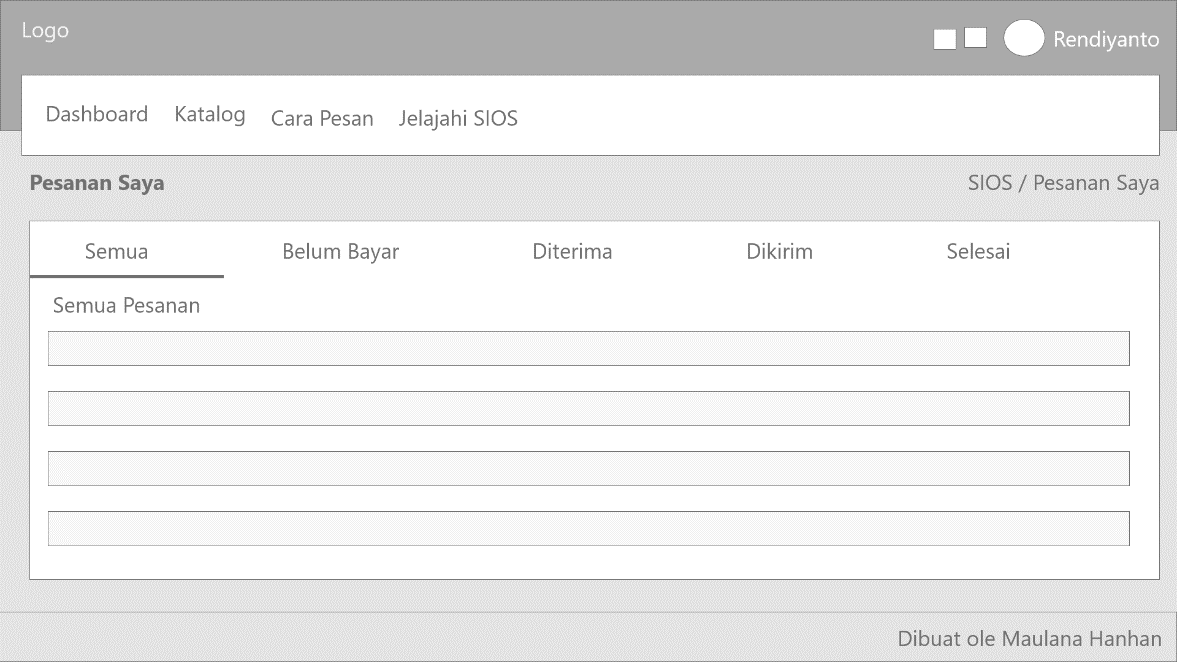 Logo
Rendiyanto
Dashboard Katalog Cara Pesan Jelajahi SIOS
Pesanan Saya SIOS / Pesanan Saya
Semua Belum Bayar Diterima Dikirim Selesai
Semua Pesanan
Dibuat ole Maulana Hanhan